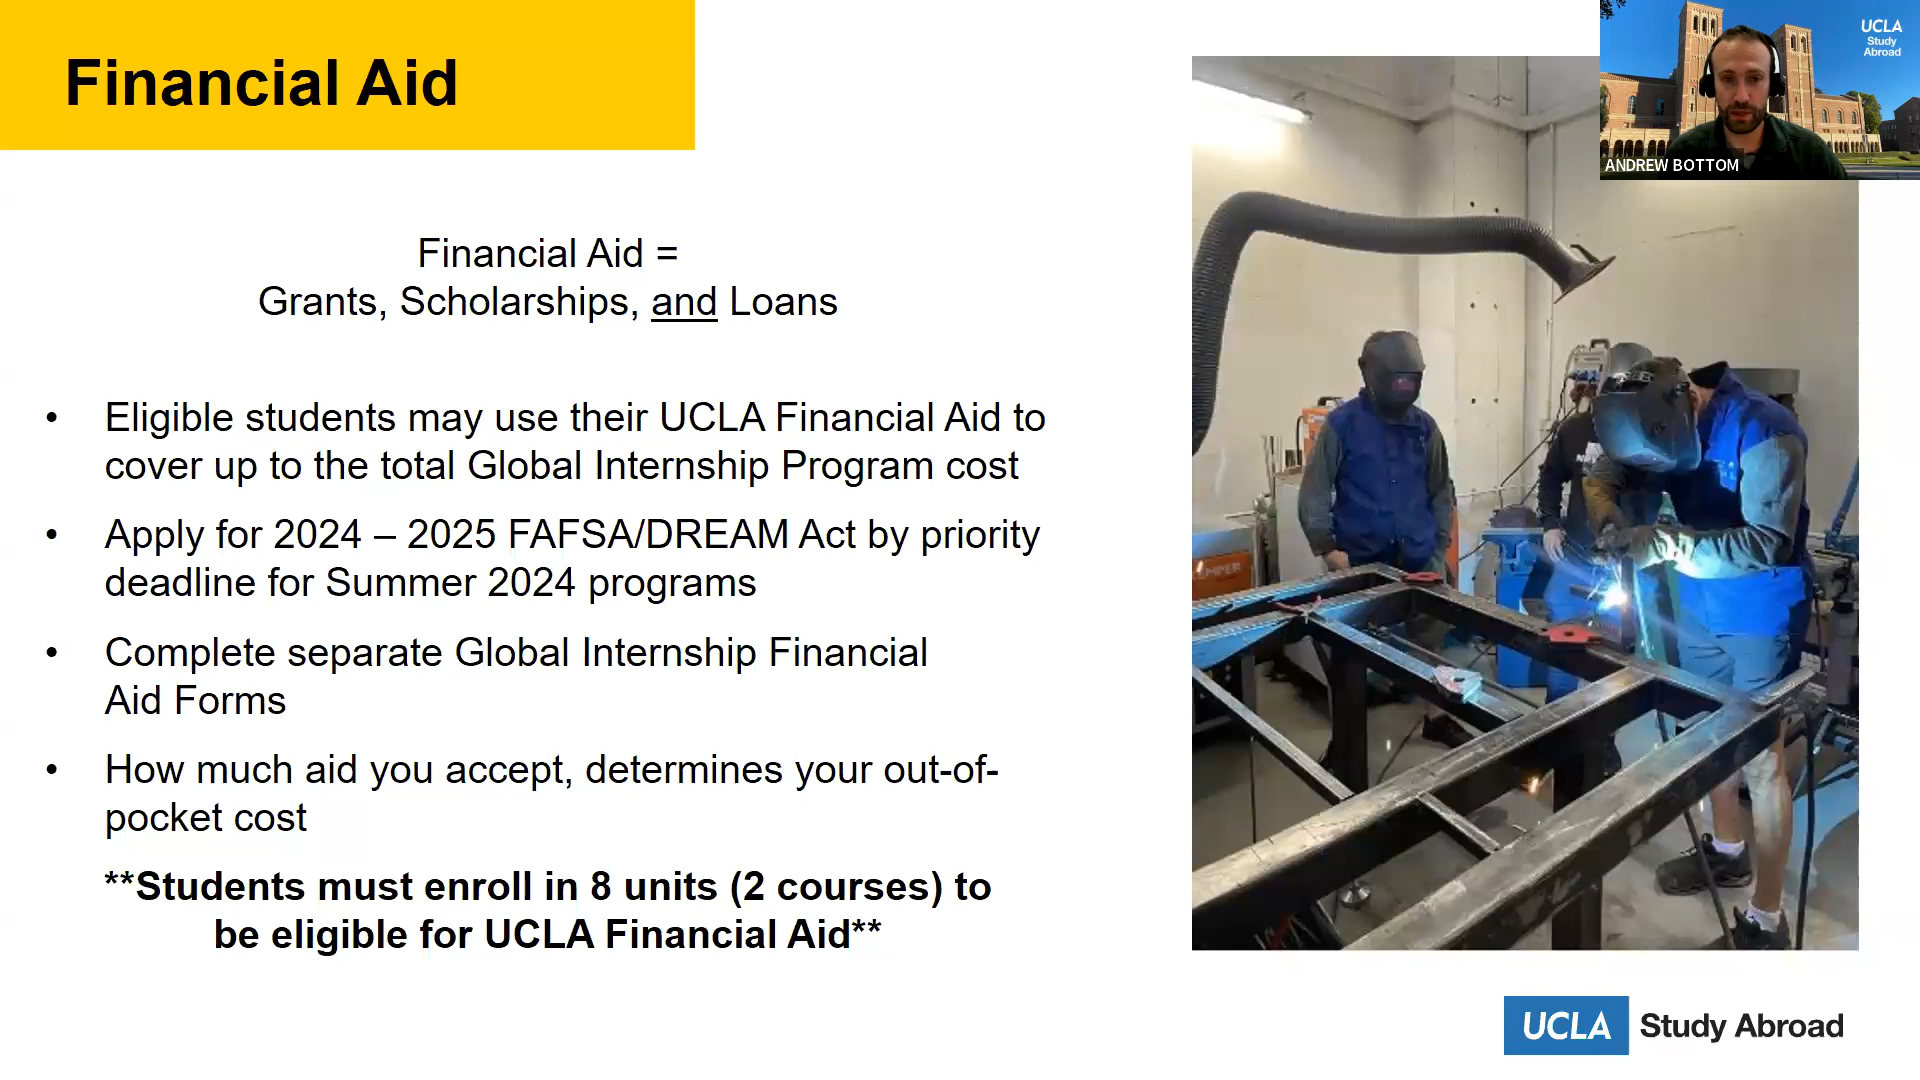 Financial Aid
UCLA
Study
Abroad
ANDREW BOTTOM
Financial Aid =
Grants, Scholarships, and Loans
• Eligible students may use their UCLA Financial Aid to
cover up to the total Global Internship Program cost
• Apply for 2024 – 2025 FAFSA/DREAM Act by priority
deadline for Summer 2024 programs
• Complete separate Global Internship Financial
Aid Forms
• How much aid you accept, determines your out-of-
pocket cost
**Students must enroll in 8 units (2 courses) to
be eligible for UCLA Financial Aid**
UCLA Study Abroad